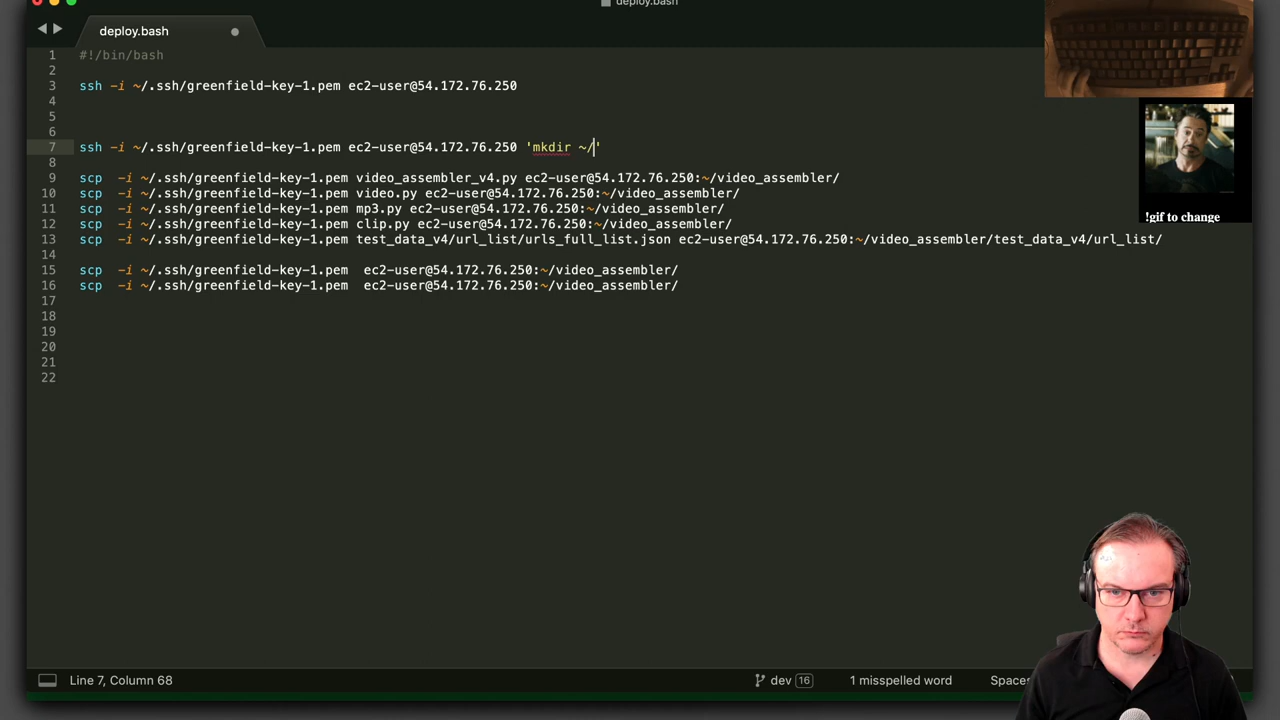 deploy.bash
deploy.bash
1 #!/bin/bash
2
3 ssh -i ~/.ssh/greenfield-key-1.pem ec2-user@54.172.76.250
4
5
6
7 ssh -i ~/.ssh/greenfield-key-1.pem ec2-user@54.172.76.250 'mkdir ~/'
8
9 scp  -i ~/.ssh/greenfield-key-1.pem video_assembler_v4.py ec2-user@54.172.76.250:~/video_assembler/
10 scp  -i ~/.ssh/greenfield-key-1.pem video.py ec2-user@54.172.76.250:~/video_assembler/
11 scp  -i ~/.ssh/greenfield-key-1.pem mp3.py ec2-user@54.172.76.250:~/video_assembler/
12 scp  -i ~/.ssh/greenfield-key-1.pem clip.py ec2-user@54.172.76.250:~/video_assembler/
13 scp  -i ~/.ssh/greenfield-key-1.pem test_data_v4/url_list/urls_full_list.json ec2-user@54.172.76.250:~/video_assembler/test_data_v4/url_list/
14
15 scp  -i ~/.ssh/greenfield-key-1.pem  ec2-user@54.172.76.250:~/video_assembler/
16 scp  -i ~/.ssh/greenfield-key-1.pem  ec2-user@54.172.76.250:~/video_assembler/
17
18
19
20
21
22
!gif to change
Line 7, Column 68
dev 16
1 misspelled word
Spaces